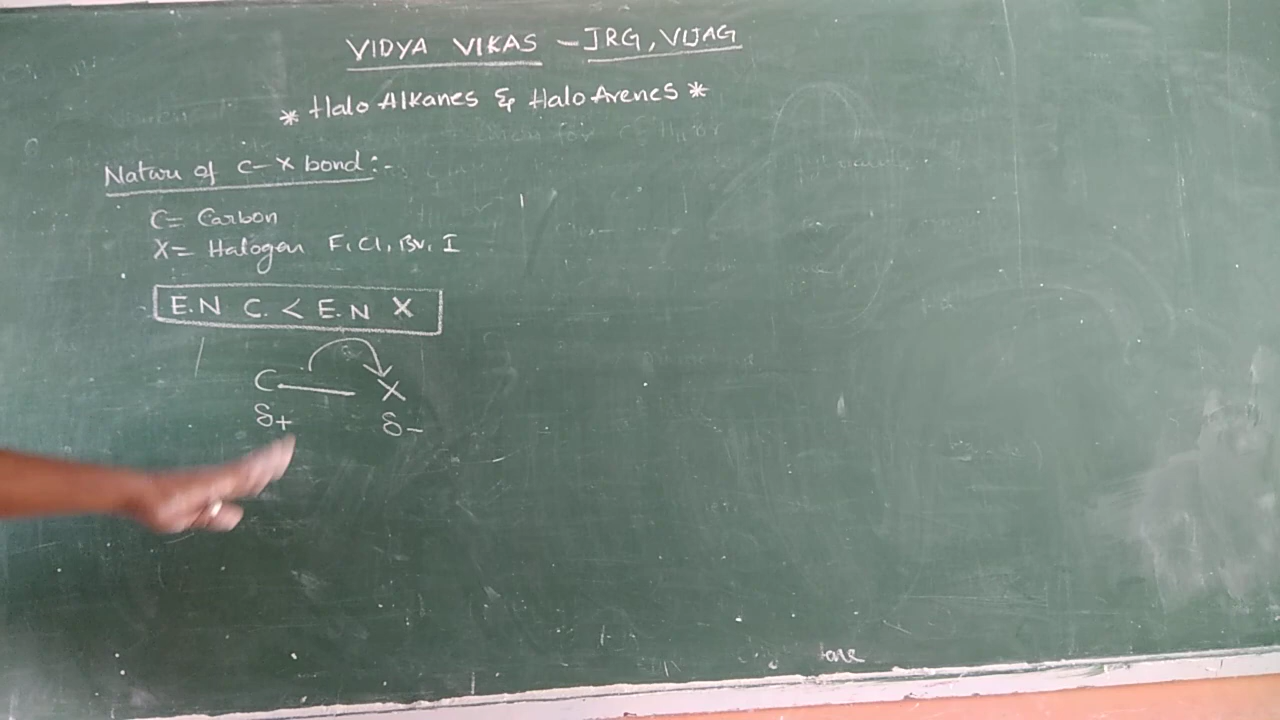 VIDYA VIKAS - JRG, VIJAG
* Halo Alkanes & Halo Arenes *
Nature of C-X bond:-
C= Carbon
X= Halogen F, Cl, Br, I
E.N C. < E.N X
C — X
δ+ δ-